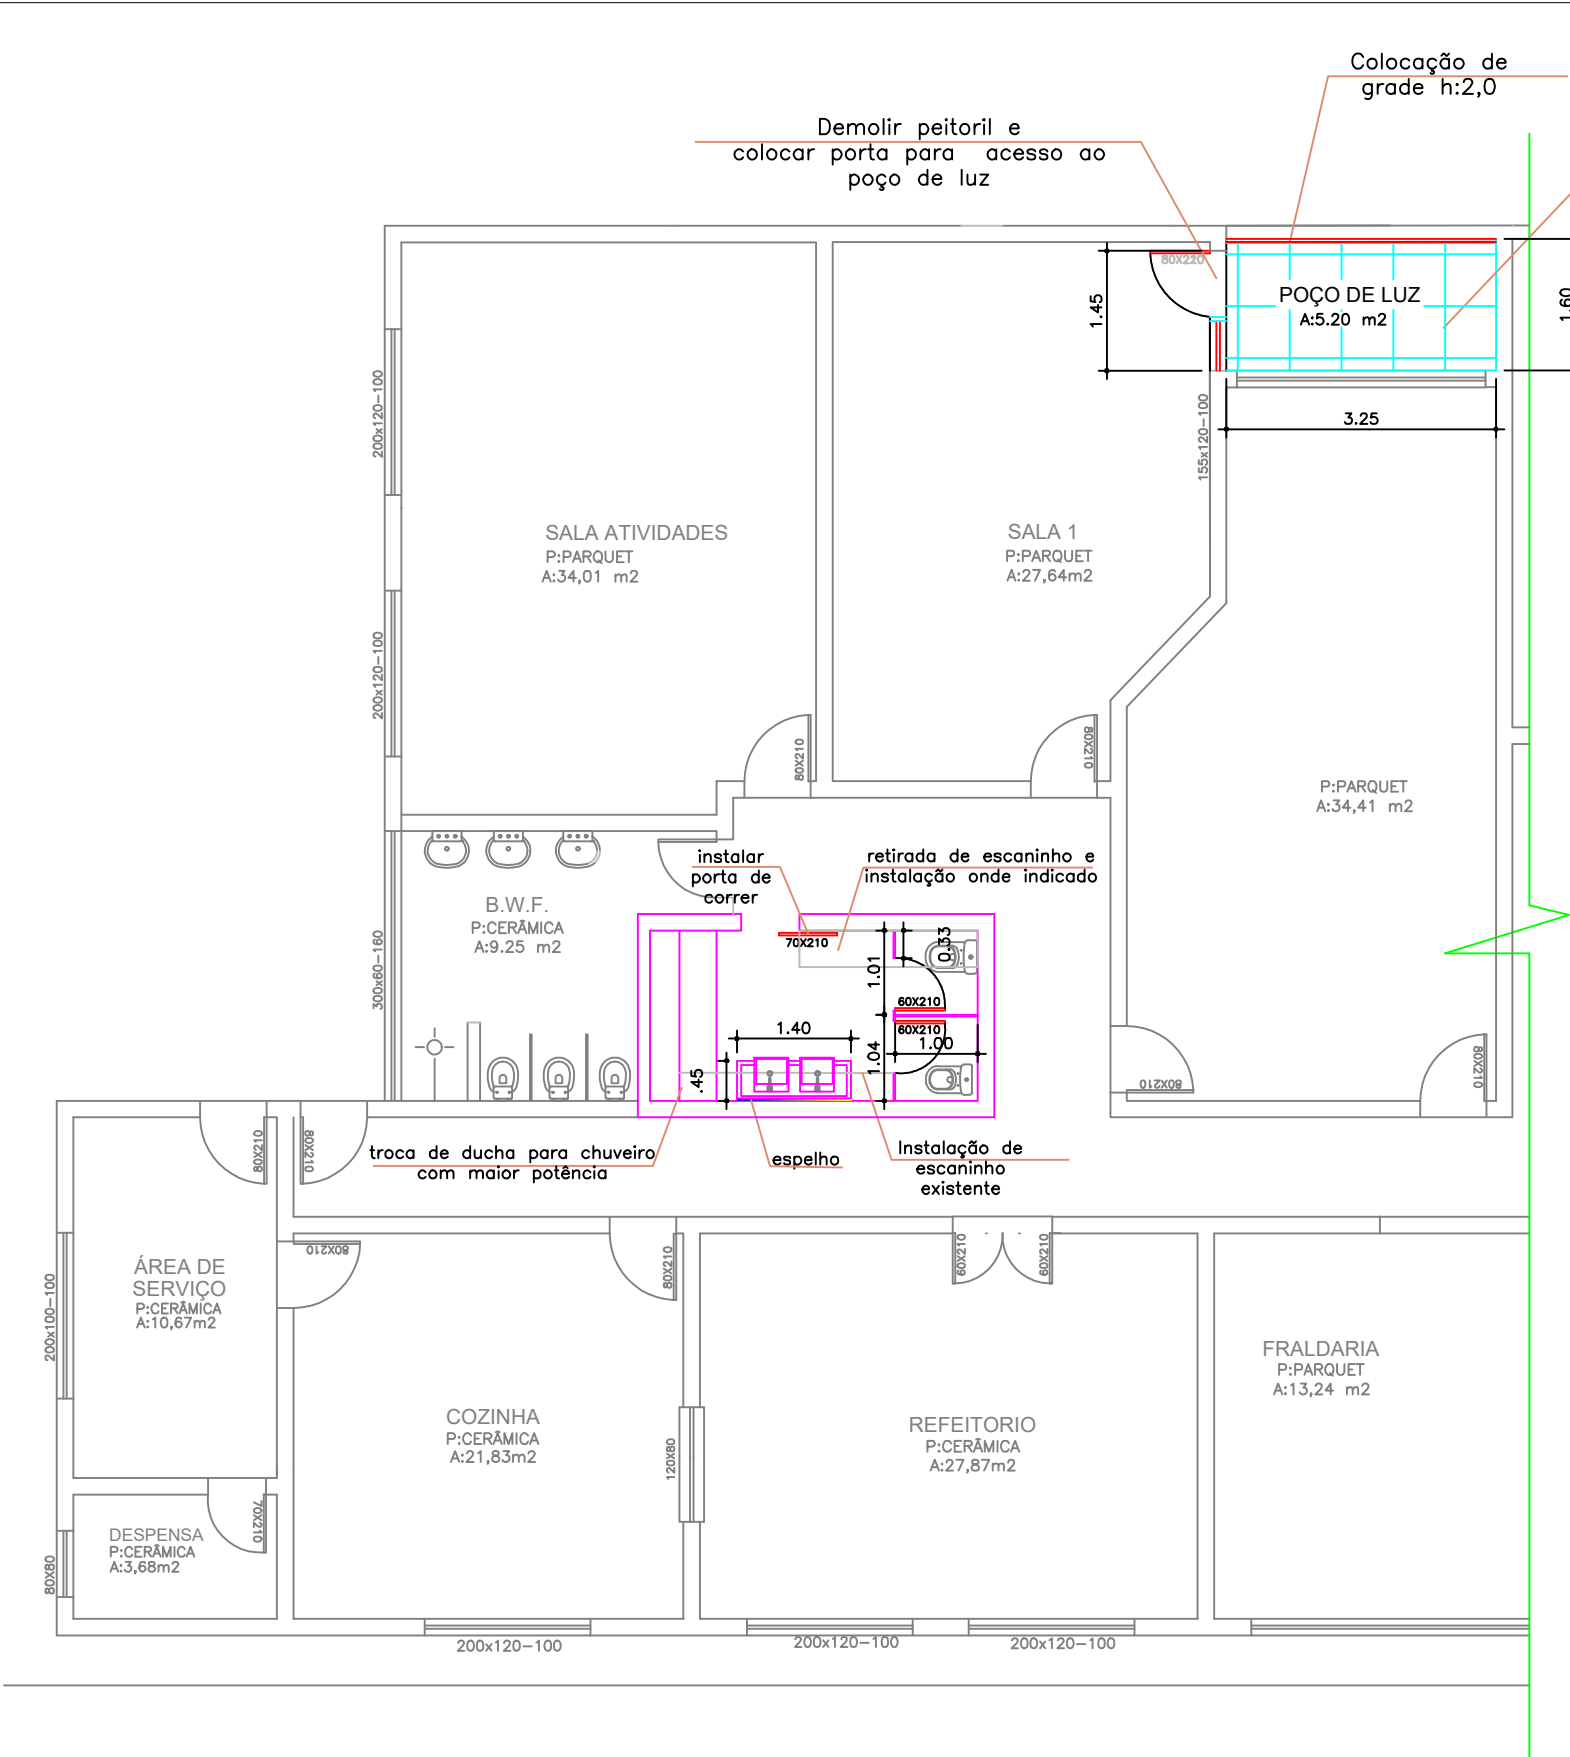 Colocação de
grade h:2,0
Demolir peitoril e
colocar porta para acesso ao
poço de luz
80X220
POÇO DE LUZ
A:5.20 m2
1.45
1.60
3.25
200x120-100
155x120-100
SALA ATIVIDADES
P:PARQUET
A:34,01 m2
SALA 1
P:PARQUET
A:27,64m2
200x120-100
80X210
80X210
P:PARQUET
A:34,41 m2
instalar
porta de
correr
retirada de escaninho e
instalação onde indicado
B.W.F.
P:CERÂMICA
A:9.25 m2
300x60-160
70X210
0.33
1.01
60X210
60X210
1.00
1.40
1.04
.45
80X210
80X210
80X210
80X210
troca de ducha para chuveiro
com maior potência
espelho
Instalação de
escaninho
existente
80X210
80X210
60X210
60X210
ÁREA DE
SERVIÇO
P:CERÂMICA
A:10,67m2
200x100-100
FRALDARIA
P:PARQUET
A:13,24 m2
COZINHA
P:CERÂMICA
A:21,83m2
120X80
REFEITORIO
P:CERÂMICA
A:27,87m2
70X210
DESPENSA
P:CERÂMICA
A:3,68m2
80X80
200x120-100
200x120-100
200x120-100